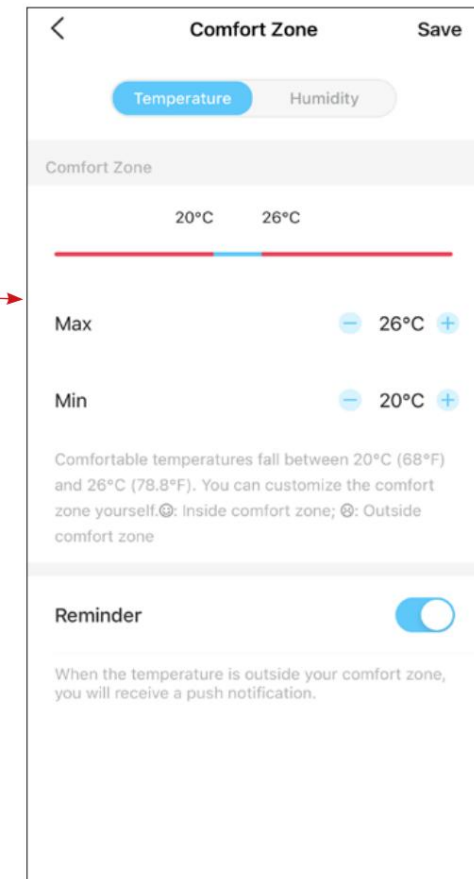 Comfort Zone Save
Temperature Humidity
Comfort Zone
20°C 26°C
Max − 26°C +
Min − 20°C +
Comfortable temperatures fall between 20°C (68°F)
and 26°C (78.8°F). You can customize the comfort
zone yourself.☺: Inside comfort zone; ☹: Outside
comfort zone
Reminder
When the temperature is outside your comfort zone,
you will receive a push notification.